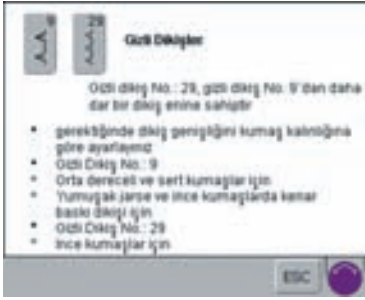 9
29
Gizli Dikişler
Gizli dikiş No.: 29, gizli dikiş No. 9'dan daha
dar bir dikiş enine sahiptir
• gerektiğinde dikiş genişliğini kumaş kalınlığına
göre ayarlayınız
• Gizli Dikiş No.: 9
• Orta dereceli ve sert kumaşlar için
• Yumuşak jarse ve ince kumaşlarda kenar
baskı dikişi için
• Gizli Dikiş No.: 29
• Ince kumaşlar için
ESC